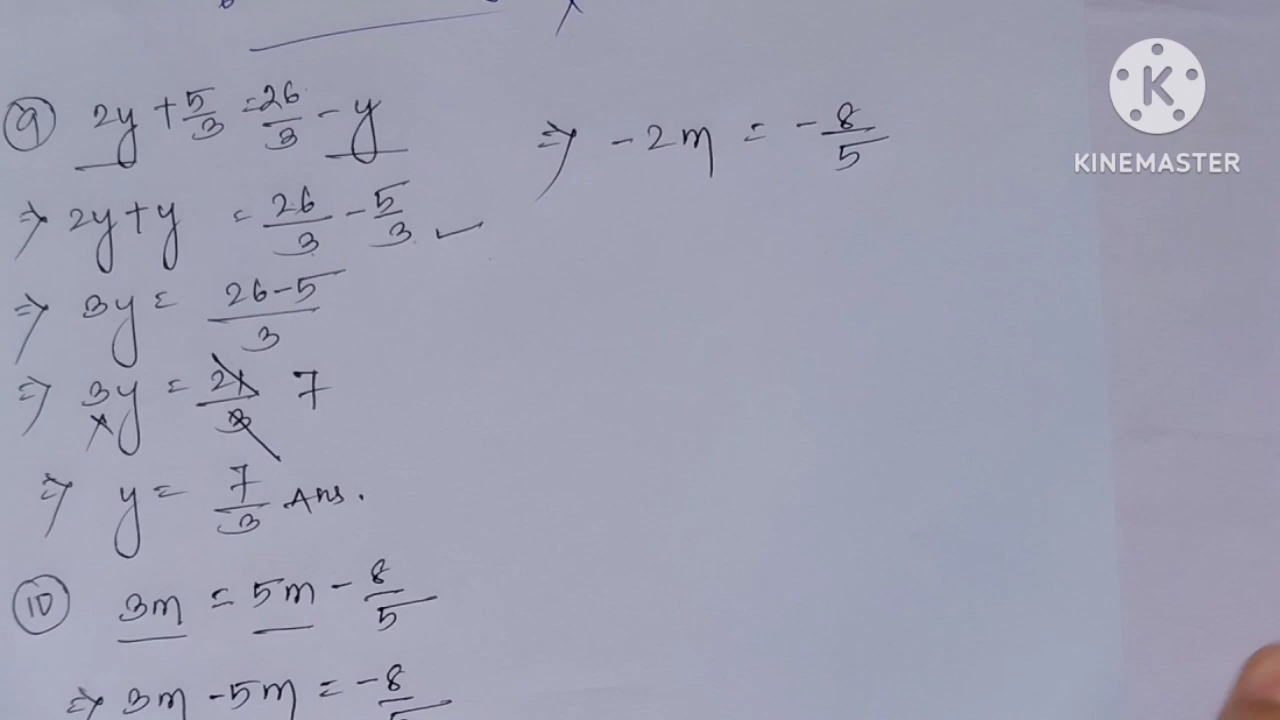 9 2y + 5/3 = 26/3 - y
⇒ 2y + y = 26/3 - 5/3 ✓
⇒ 3y = 26-5/3
⇒ 3y = 21/3 7
⇒ y = 7/3 Ans.
10 3m = 5m - 8/5
⇒ 3m - 5m = -8/5
⇒ -2m = -8/5
K
KINEMASTER